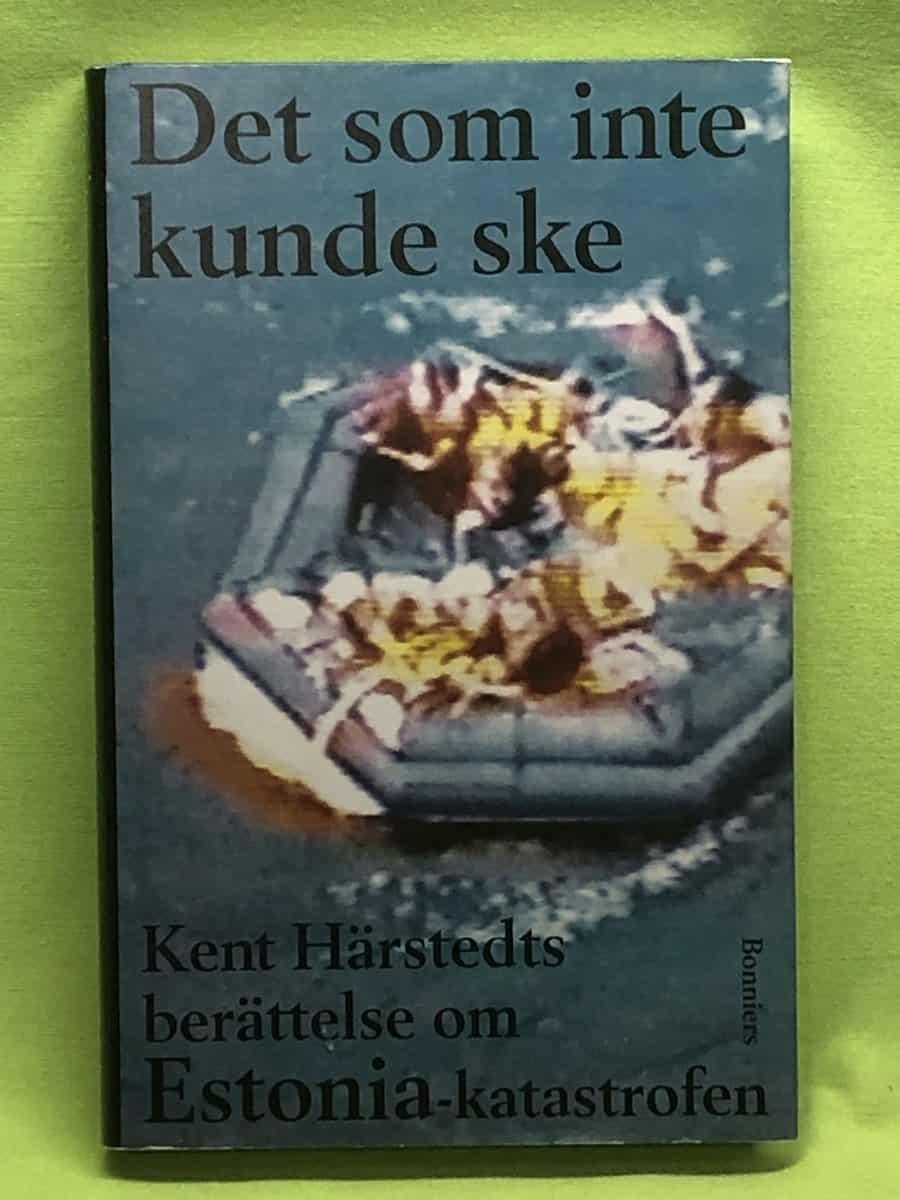 Det som inte
kunde ske
Kent Härstedts
berättelse om
Estonia-katastrofen
Bonniers